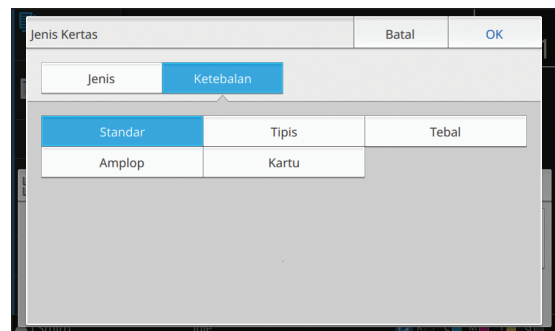 Jenis Kertas Batal OK
Jenis Ketebalan
Standar Tipis Tebal
Amplop Kartu